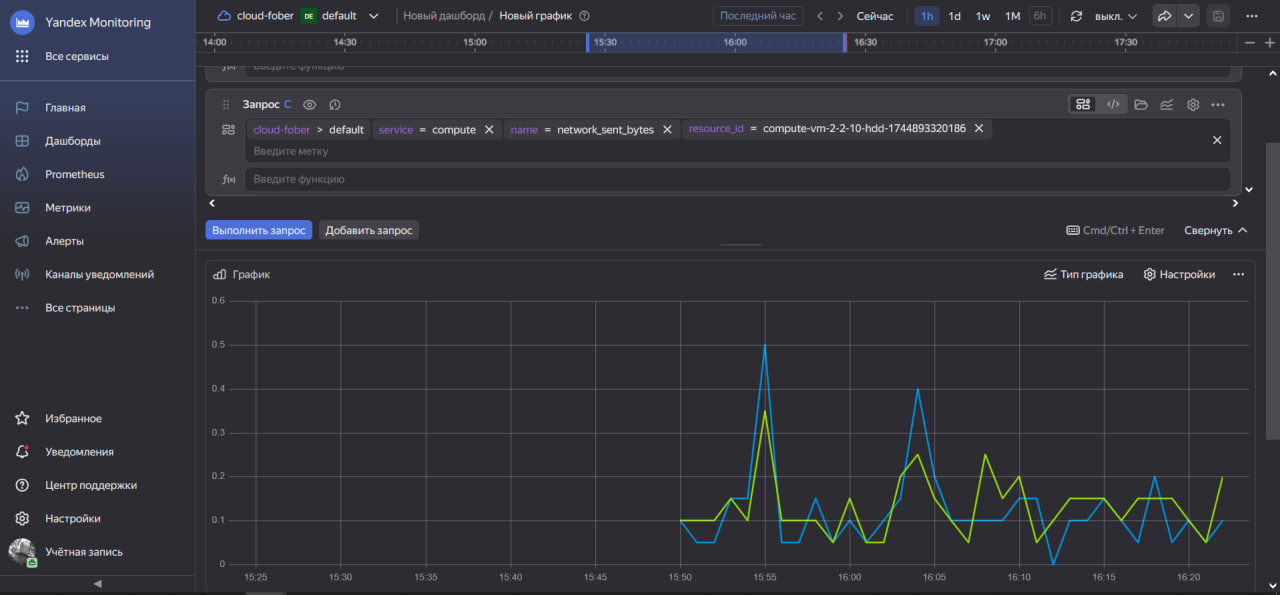 Yandex Monitoring
Все сервисы
Главная
Дашборды
Prometheus
Метрики
Алерты
Каналы уведомлений
Все страницы
Избранное
Уведомления
Центр поддержки
Настройки
Учётная запись
cloud-fober DE default Новый дашборд / Новый график Последний час Сейчас 1h 1d 1w 1M 6h выкл.
14:00 14:30 15:00 15:30 16:00 16:30 17:00 17:30
f(x) Введите функцию
Запрос C
cloud-fober > default service = compute name = network_sent_bytes resource_id = compute-vm-2-2-10-hdd-1744893320186
Введите метку
f(x) Введите функцию
Выполнить запрос Добавить запрос Cmd/Ctrl + Enter Свернуть
График Тип графика Настройки
0.6
0.5
0.4
0.3
0.2
0.1
0
15:25 15:30 15:35 15:40 15:45 15:50 15:55 16:00 16:05 16:10 16:15 16:20